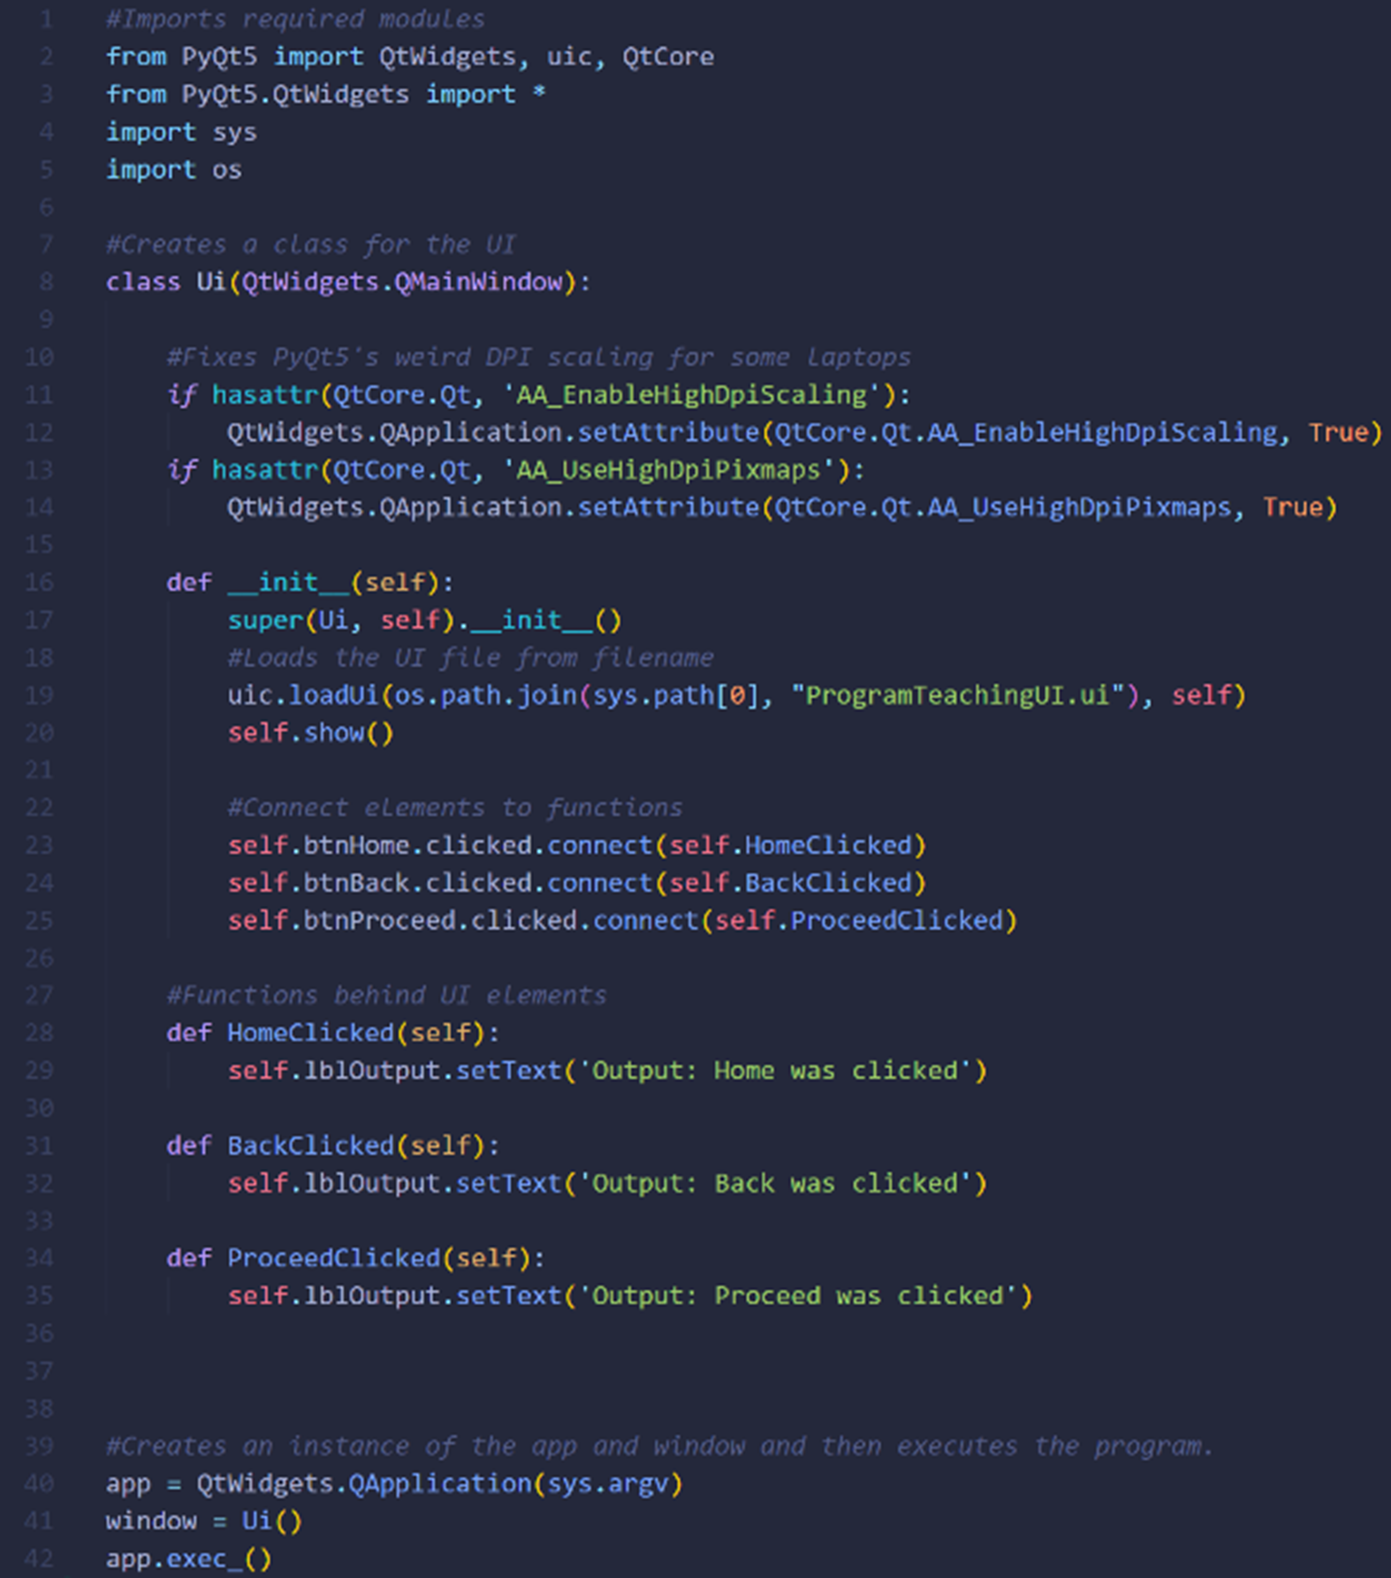 1 #Imports required modules
2 from PyQt5 import QtWidgets, uic, QtCore
3 from PyQt5.QtWidgets import *
4 import sys
5 import os
6
7 #Creates a class for the UI
8 class Ui(QtWidgets.QMainWindow):
9
10     #Fixes PyQt5's weird DPI scaling for some laptops
11     if hasattr(QtCore.Qt, 'AA_EnableHighDpiScaling'):
12         QtWidgets.QApplication.setAttribute(QtCore.Qt.AA_EnableHighDpiScaling, True)
13     if hasattr(QtCore.Qt, 'AA_UseHighDpiPixmaps'):
14         QtWidgets.QApplication.setAttribute(QtCore.Qt.AA_UseHighDpiPixmaps, True)
15
16     def __init__(self):
17         super(Ui, self).__init__()
18         #Loads the UI file from filename
19         uic.loadUi(os.path.join(sys.path[0], "ProgramTeachingUI.ui"), self)
20         self.show()
21
22         #Connect elements to functions
23         self.btnHome.clicked.connect(self.HomeClicked)
24         self.btnBack.clicked.connect(self.BackClicked)
25         self.btnProceed.clicked.connect(self.ProceedClicked)
26
27     #Functions behind UI elements
28     def HomeClicked(self):
29         self.lblOutput.setText('Output: Home was clicked')
30
31     def BackClicked(self):
32         self.lblOutput.setText('Output: Back was clicked')
33
34     def ProceedClicked(self):
35         self.lblOutput.setText('Output: Proceed was clicked')
36
37
38
39 #Creates an instance of the app and window and then executes the program.
40 app = QtWidgets.QApplication(sys.argv)
41 window = Ui()
42 app.exec_()